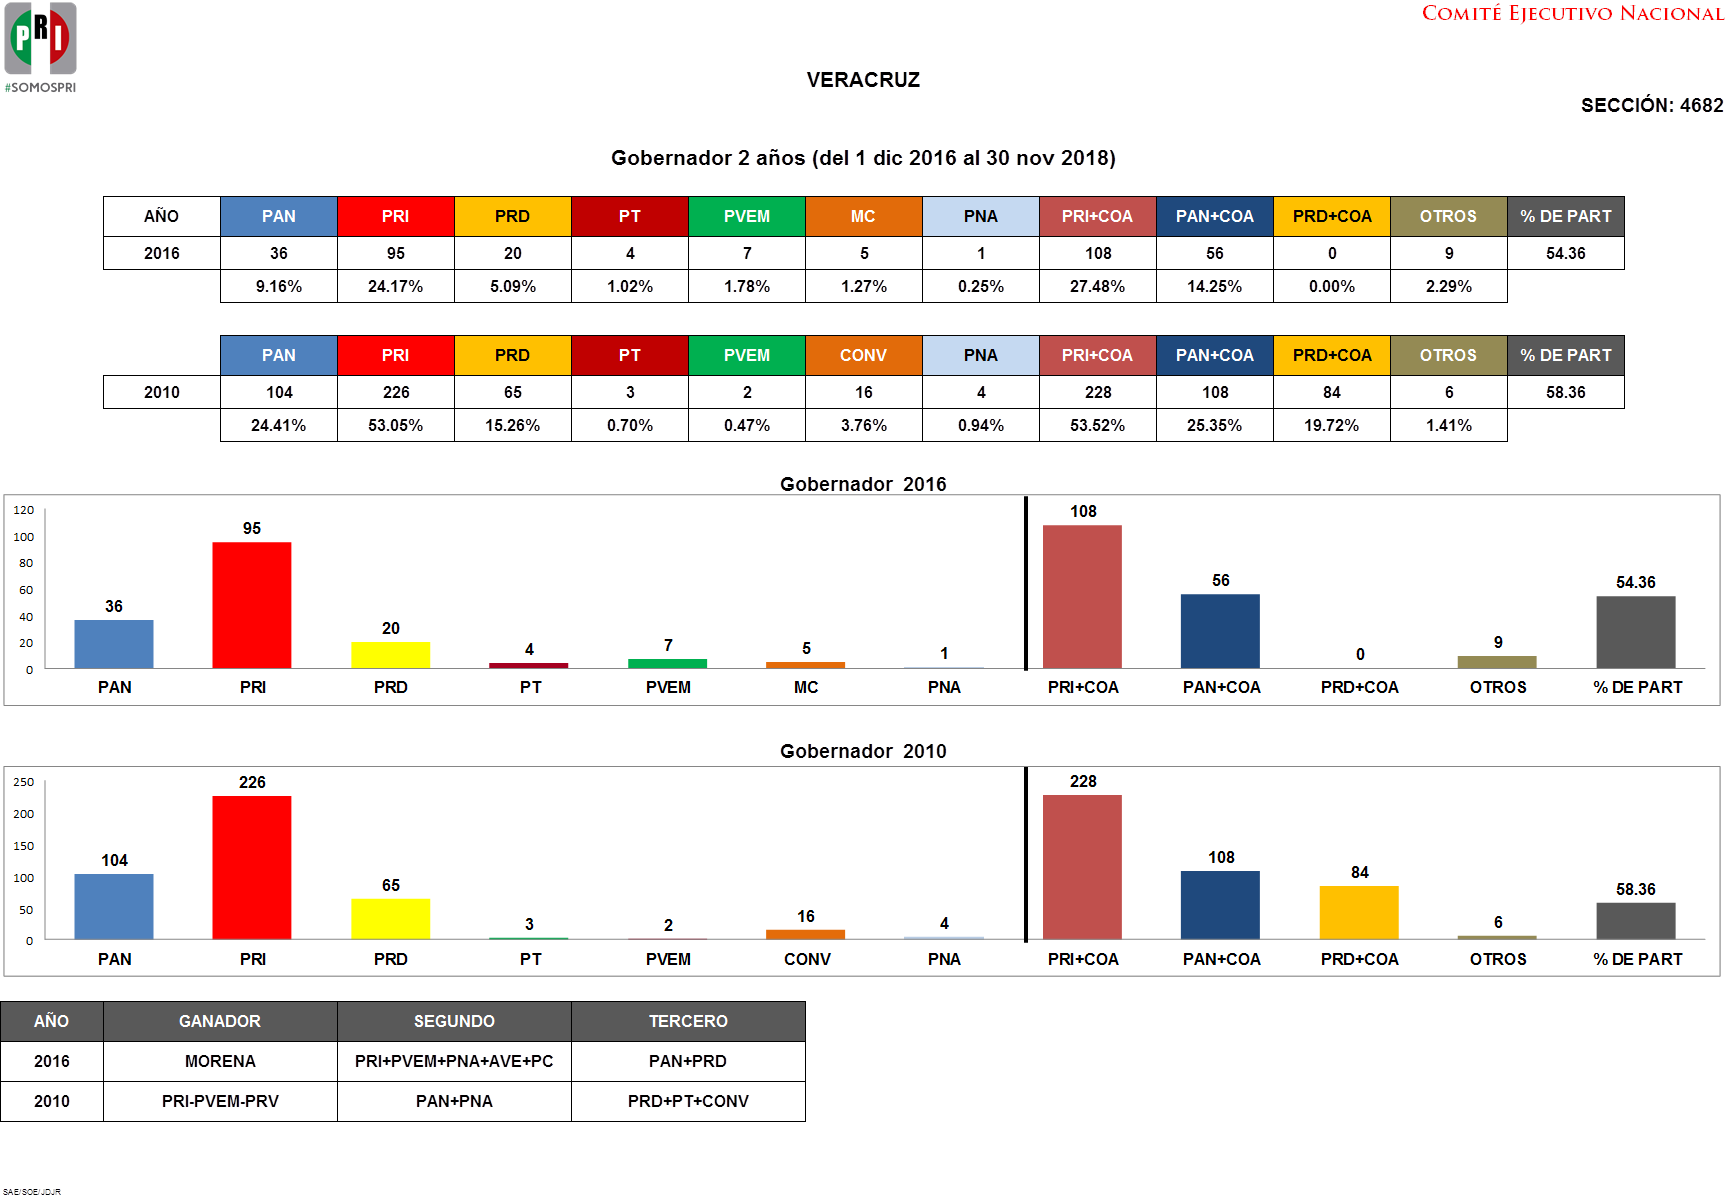 PRI
#SOMOSPRI
COMITÉ EJECUTIVO NACIONAL
VERACRUZ
SECCIÓN: 4682
Gobernador 2 años (del 1 dic 2016 al 30 nov 2018)
AÑO PAN PRI PRD PT PVEM MC PNA PRI+COA PAN+COA PRD+COA OTROS % DE PART
2016 36 95 20 4 7 5 1 108 56 0 9 54.36
9.16% 24.17% 5.09% 1.02% 1.78% 1.27% 0.25% 27.48% 14.25% 0.00% 2.29%
PAN PRI PRD PT PVEM CONV PNA PRI+COA PAN+COA PRD+COA OTROS % DE PART
2010 104 226 65 3 2 16 4 228 108 84 6 58.36
24.41% 53.05% 15.26% 0.70% 0.47% 3.76% 0.94% 53.52% 25.35% 19.72% 1.41%
Gobernador 2016
120
100
80
60
40
20
0
36 95 20 4 7 5 1 108 56 0 9 54.36
PAN PRI PRD PT PVEM MC PNA PRI+COA PAN+COA PRD+COA OTROS % DE PART
Gobernador 2010
250
200
150
100
50
0
104 226 65 3 2 16 4 228 108 84 6 58.36
PAN PRI PRD PT PVEM CONV PNA PRI+COA PAN+COA PRD+COA OTROS % DE PART
AÑO GANADOR SEGUNDO TERCERO
2016 MORENA PRI+PVEM+PNA+AVE+PC PAN+PRD
2010 PRI-PVEM-PRV PAN+PNA PRD+PT+CONV
SAE/SOE/JDJR